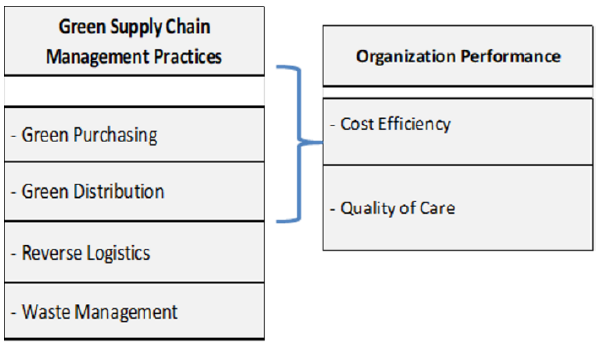 Green Supply Chain
Management Practices
- Green Purchasing
- Green Distribution
- Reverse Logistics
- Waste Management
Organization Performance
- Cost Efficiency
- Quality of Care